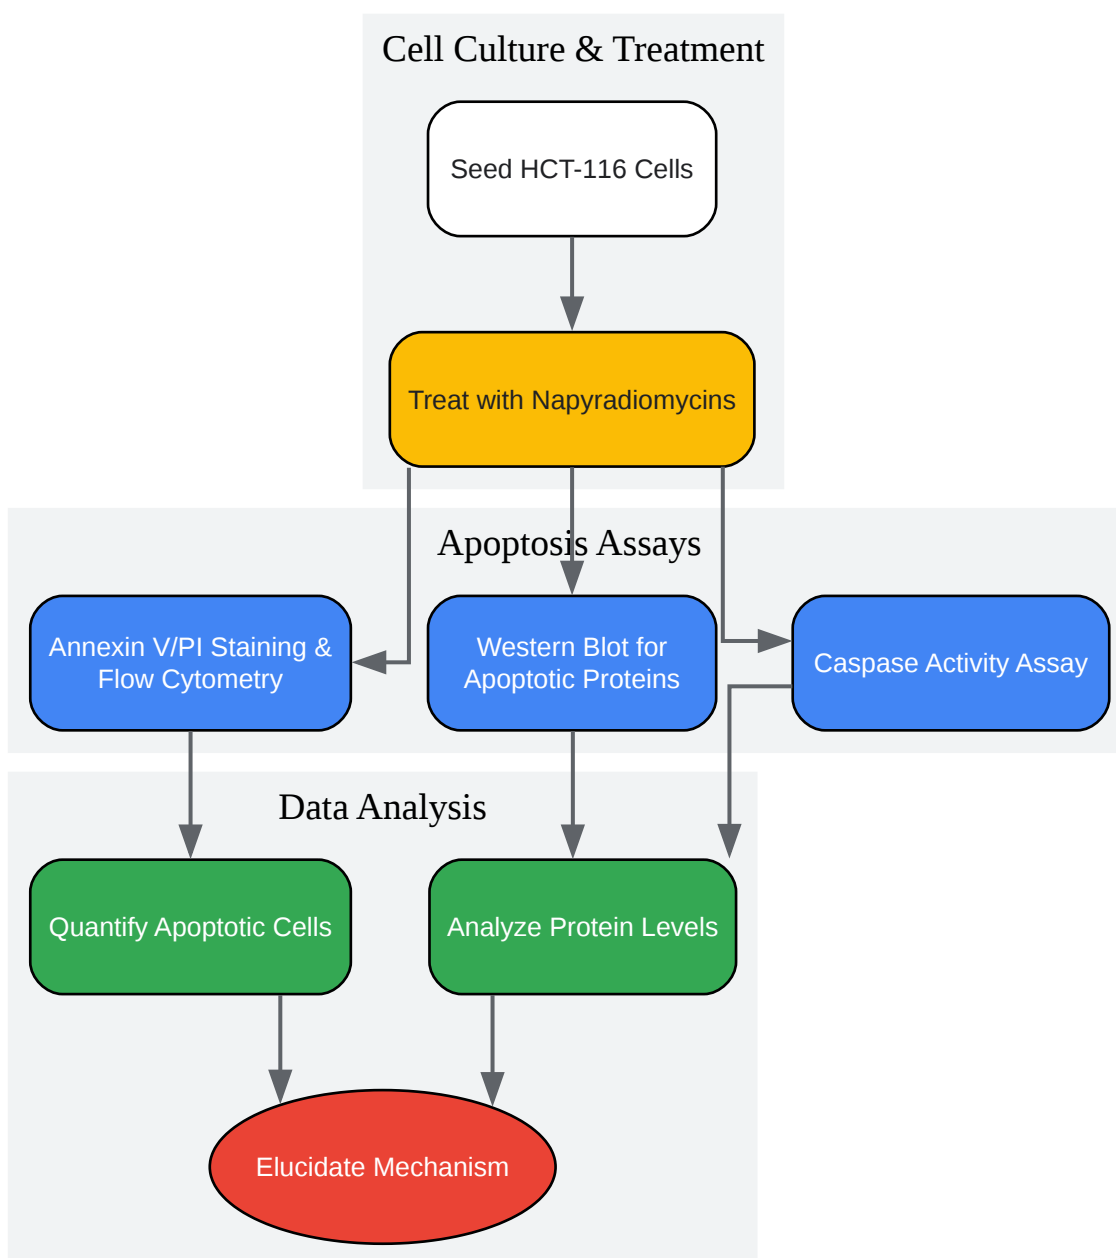 Cell Culture & Treatment
Seed HCT-116 Cells
Treat with Napyradiomycins
Apoptosis Assays
Annexin V/PI Staining &
Flow Cytometry
Western Blot for
Apoptotic Proteins
Caspase Activity Assay
Data Analysis
Quantify Apoptotic Cells
Analyze Protein Levels
Elucidate Mechanism